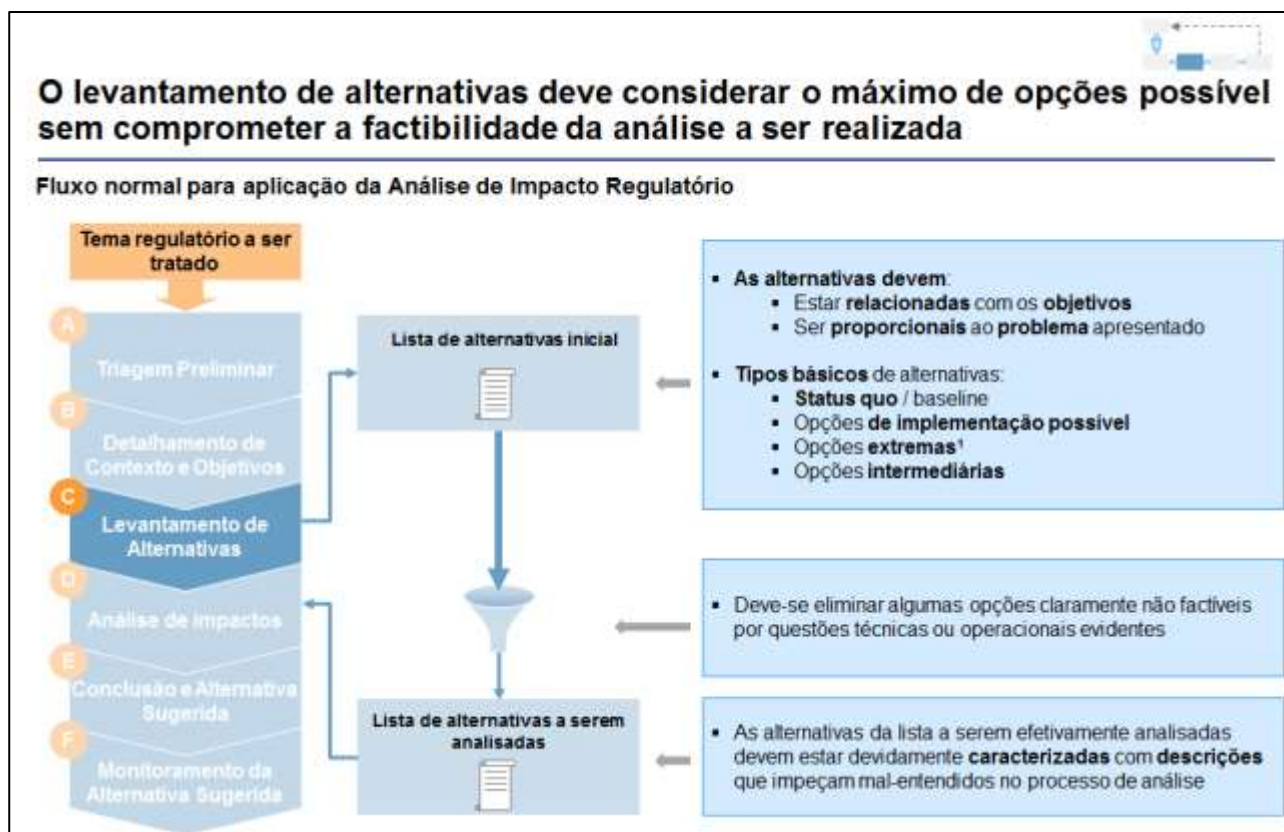 O levantamento de alternativas deve considerar o máximo de opções possível
sem comprometer a factibilidade da análise a ser realizada
Fluxo normal para aplicação da Análise de Impacto Regulatório
Tema regulatório a ser
tratado
A
Triagem Preliminar
B
Detalhamento de
Contexto e Objetivos
C
Levantamento de
Alternativas
D
Análise de impactos
E
Conclusão e Alternativa
Sugerida
F
Monitoramento da
Alternativa Sugerida
Lista de alternativas inicial
Lista de alternativas a serem
analisadas
▪ As alternativas devem:
▪ Estar relacionadas com os objetivos
▪ Ser proporcionais ao problema apresentado
▪ Tipos básicos de alternativas:
▪ Status quo / baseline
▪ Opções de implementação possível
▪ Opções extremas¹
▪ Opções intermediárias
▪ Deve-se eliminar algumas opções claramente não factíveis
por questões técnicas ou operacionais evidentes
▪ As alternativas da lista a serem efetivamente analisadas
devem estar devidamente caracterizadas com descrições
que impeçam mal-entendidos no processo de análise